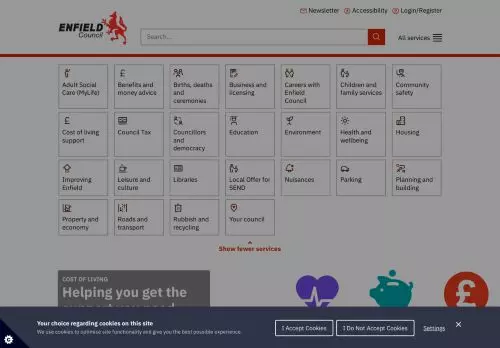 Newsletter Accessibility Login/Register
ENFIELD
Council
Search...
All services
Adult Social
Care (MyLife)
Benefits and
money advice
Births, deaths
and
ceremonies
Business and
licensing
Careers with
Enfield
Council
Children and
family services
Community
safety
Cost of living
support
Council Tax
Councillors
and
democracy
Education
Environment
Health and
wellbeing
Housing
Improving
Enfield
Leisure and
culture
Libraries
Local Offer for
SEND
Nuisances
Parking
Planning and
building
Property and
economy
Roads and
transport
Rubbish and
recycling
Your council
Show fewer services
COST OF LIVING
Helping you get the
support you need
Your choice regarding cookies on this site
We use cookies to optimise site functionality and give you the best possible experience.
I Accept Cookies
I Do Not Accept Cookies
Settings